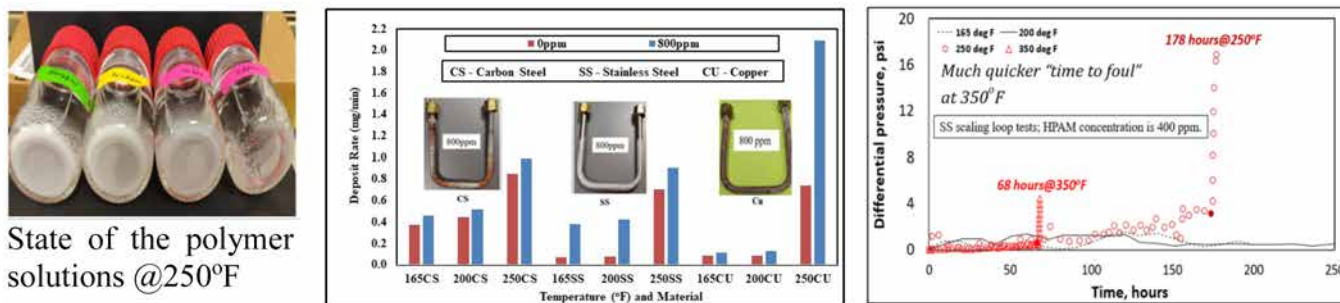 State of the polymer
solutions @250°F
Deposit Rate (mg/min)
2.2
2.0
1.8
1.6
1.4
1.2
1.0
0.8
0.6
0.4
0.2
0.0
0ppm 800ppm
CS - Carbon Steel SS - Stainless Steel CU - Copper
800ppm 800ppm 800 ppm
CS SS Cu
165CS 200CS 250CS 165SS 200SS 250SS 165CU 200CU 250CU
Temperature (°F) and Material
Differential pressure, psi
20
16
12
8
4
0
165 deg F 200 deg F
250 deg F 350 deg F
178 hours@250°F
Much quicker "time to foul"
at 350°F
SS scaling loop tests; HPAM concentration is 400 ppm.
68 hours@350°F
0 50 100 150 200 250
Time, hours